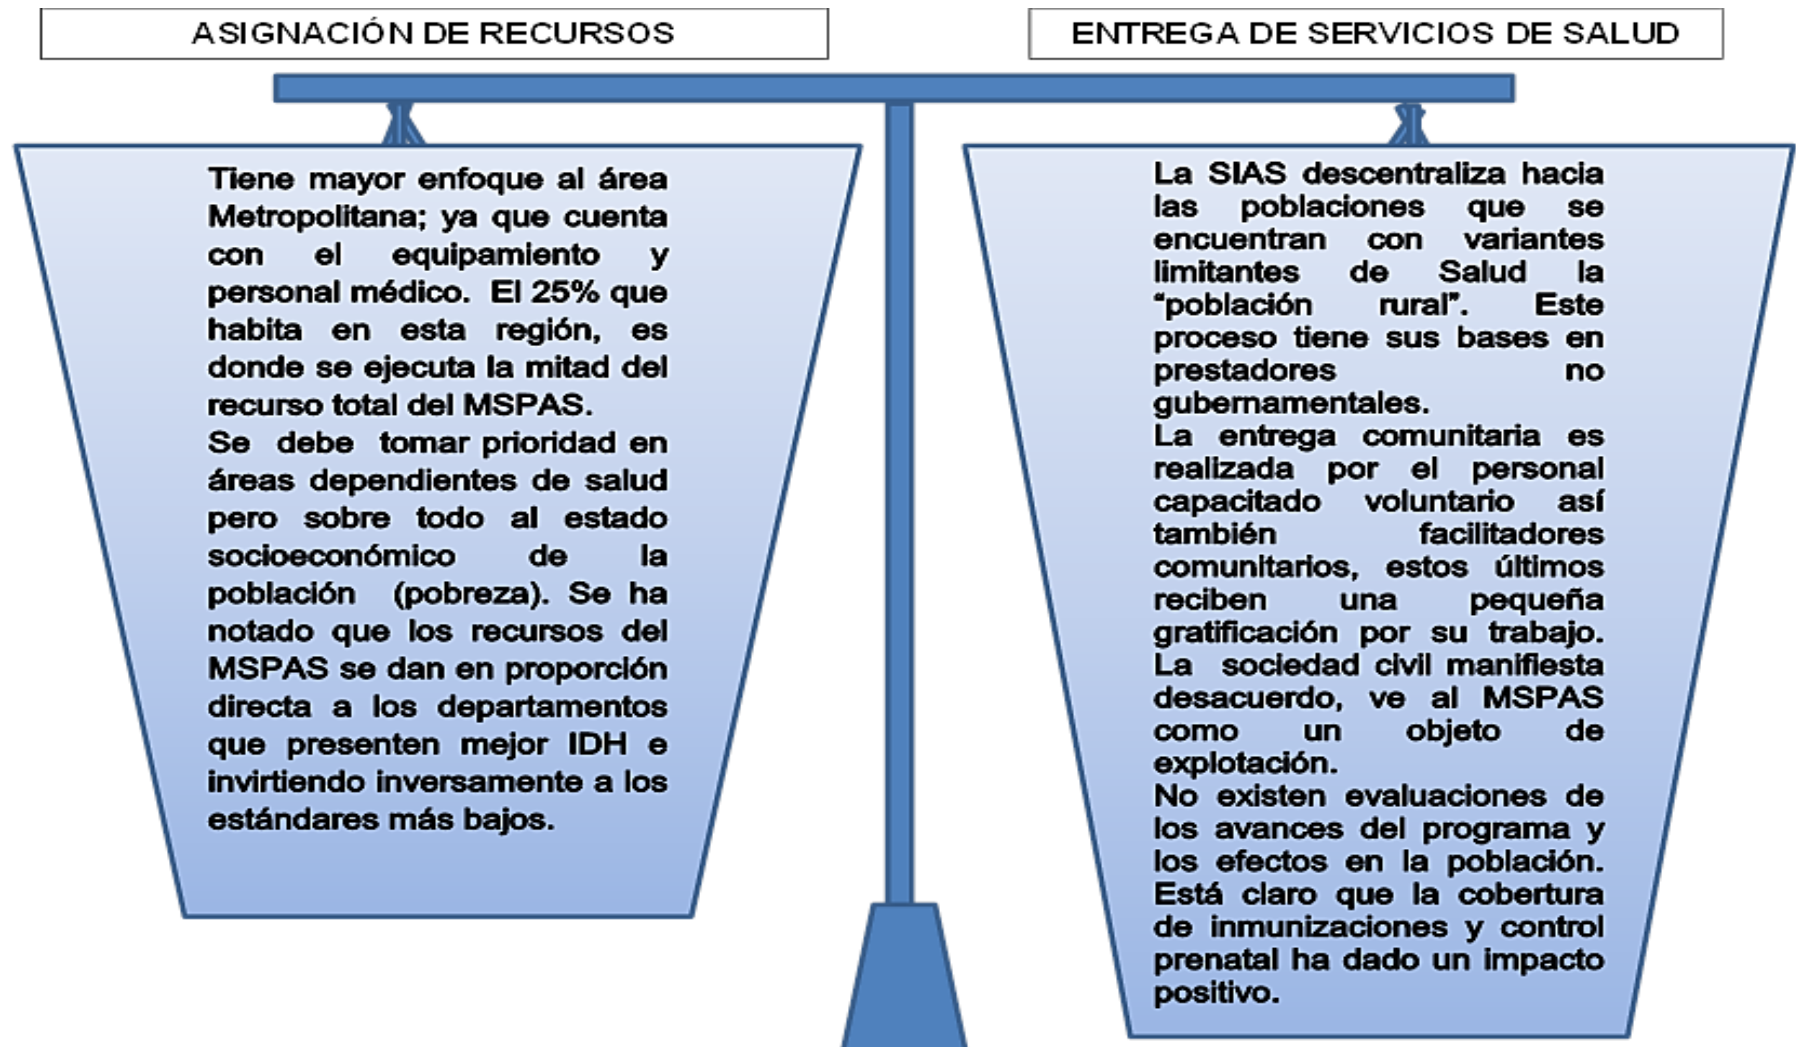 ASIGNACIÓN DE RECURSOS
Tiene mayor enfoque al área
Metropolitana; ya que cuenta
con el equipamiento y
personal médico. El 25% que
habita en esta región, es
donde se ejecuta la mitad del
recurso total del MSPAS.
Se debe tomar prioridad en
áreas dependientes de salud
pero sobre todo al estado
socioeconómico de la
población (pobreza). Se ha
notado que los recursos del
MSPAS se dan en proporción
directa a los departamentos
que presenten mejor IDH e
invirtiendo inversamente a los
estándares más bajos.
ENTREGA DE SERVICIOS DE SALUD
La SIAS descentraliza hacia
las poblaciones que se
encuentran con variantes
limitantes de Salud la
“población rural”. Este
proceso tiene sus bases en
prestadores no
gubernamentales.
La entrega comunitaria es
realizada por el personal
capacitado voluntario así
también facilitadores
comunitarios, estos últimos
reciben una pequeña
gratificación por su trabajo.
La sociedad civil manifiesta
desacuerdo, ve al MSPAS
como un objeto de
explotación.
No existen evaluaciones de
los avances del programa y
los efectos en la población.
Está claro que la cobertura
de inmunizaciones y control
prenatal ha dado un impacto
positivo.